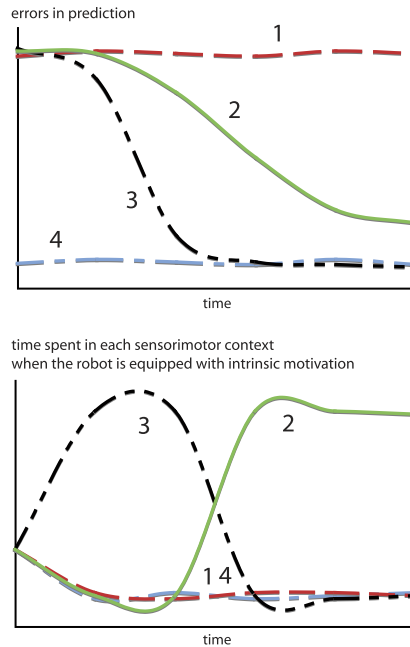 errors in prediction
1
2
3
4
time
time spent in each sensorimotor context
when the robot is equipped with intrinsic motivation
3
2
1 4
time